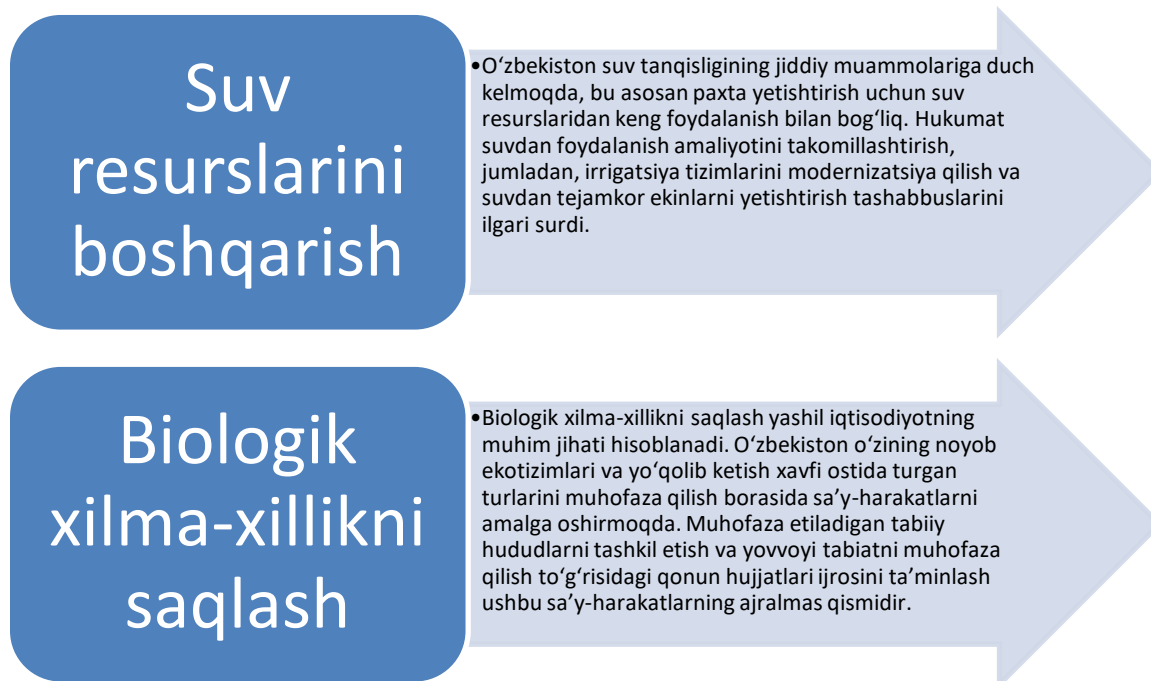 Suv
resurslarini
boshqarish
•O‘zbekiston suv tanqisligining jiddiy muammolariga duch
kelmoqda, bu asosan paxta yetishtirish uchun suv
resurslaridan keng foydalanish bilan bog‘liq. Hukumat
suvdan foydalanish amaliyotini takomillashtirish,
jumladan, irrigatsiya tizimlarini modernizatsiya qilish va
suvdan tejamkor ekinlarni yetishtirish tashabbuslarini
ilgari surdi.
Biologik
xilma-xillikni
saqlash
•Biologik xilma-xillikni saqlash yashil iqtisodiyotning
muhim jihati hisoblanadi. O‘zbekiston o‘zining noyob
ekotizimlari va yo‘qolib ketish xavfi ostida turgan
turlarini muhofaza qilish borasida sa’y-harakatlarni
amalga oshirmoqda. Muhofaza etiladigan tabiiy
hududlarni tashkil etish va yovvoyi tabiatni muhofaza
qilish to‘g‘risidagi qonun hujjatlari ijrosini ta’minlash
ushbu sa’y-harakatlarning ajralmas qismidir.